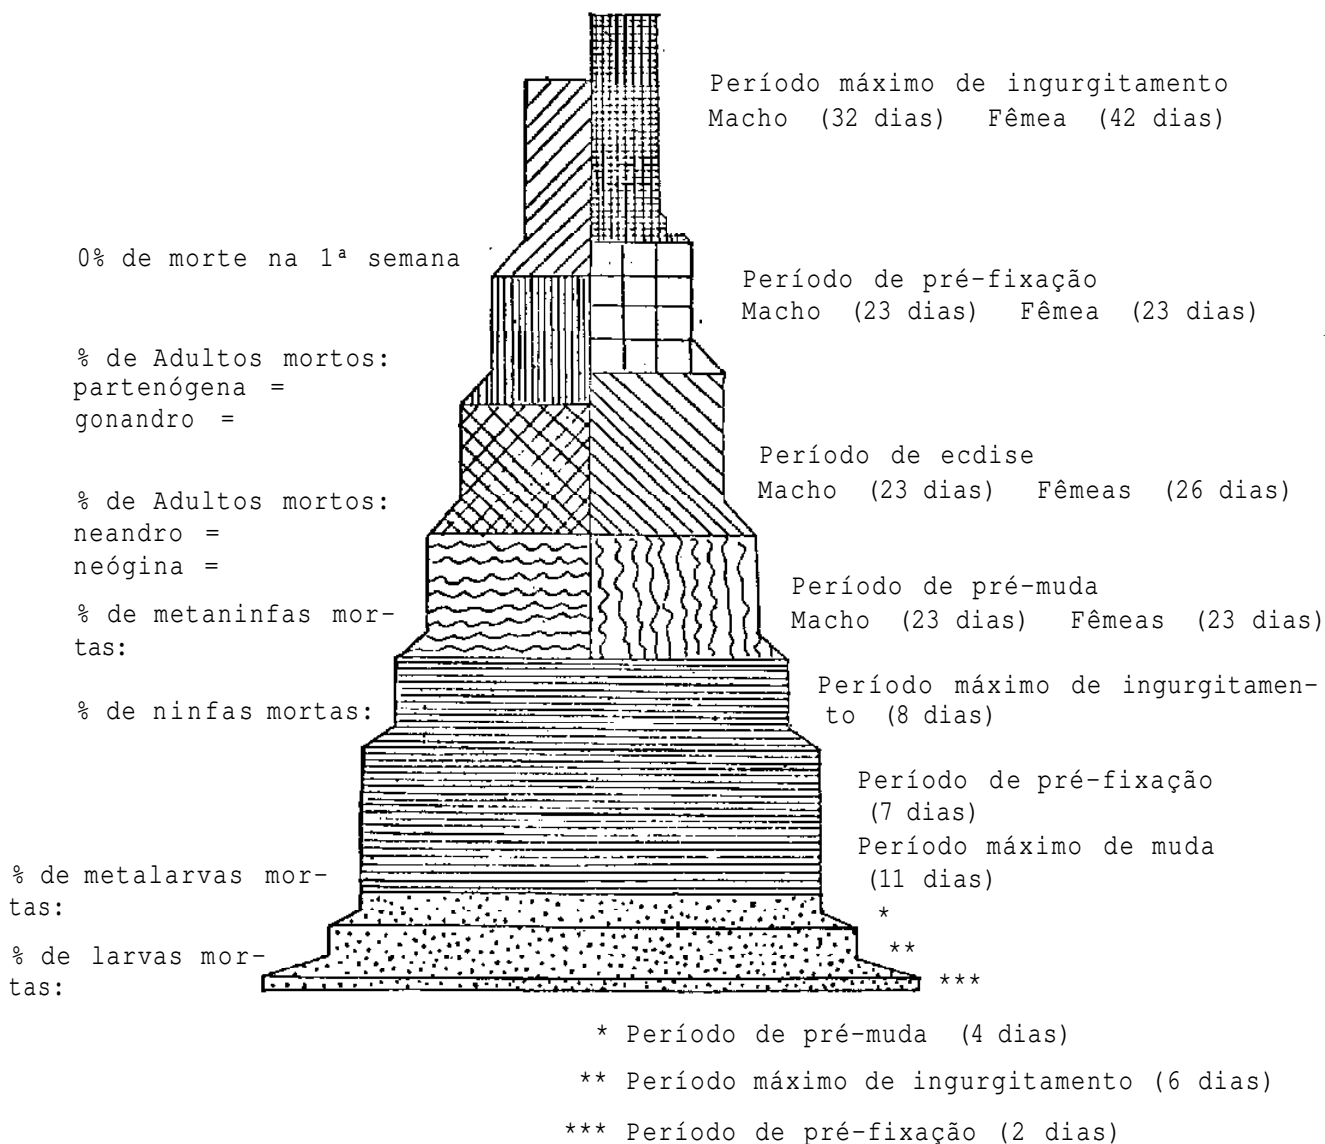 Período máximo de ingurgitamento
Macho (32 dias) Fêmea (42 dias)
0% de morte na 1ª semana
Período de pré-fixação
Macho (23 dias) Fêmea (23 dias)
% de Adultos mortos:
partenógena =
gonandro =
Período de ecdise
Macho (23 dias) Fêmeas (26 dias)
% de Adultos mortos:
neandro =
neógina =
Período de pré-muda
Macho (23 dias) Fêmeas (23 dias)
% de metaninfas mor-
tas:
Período máximo de ingurgitamen-
to (8 dias)
% de ninfas mortas:
Período de pré-fixação
(7 dias)
Período máximo de muda
(11 dias)
% de metalarvas mor-
tas:
*
**
% de larvas mor-
tas:
***
* Período de pré-muda (4 dias)
** Período máximo de ingurgitamento (6 dias)
*** Período de pré-fixação (2 dias)